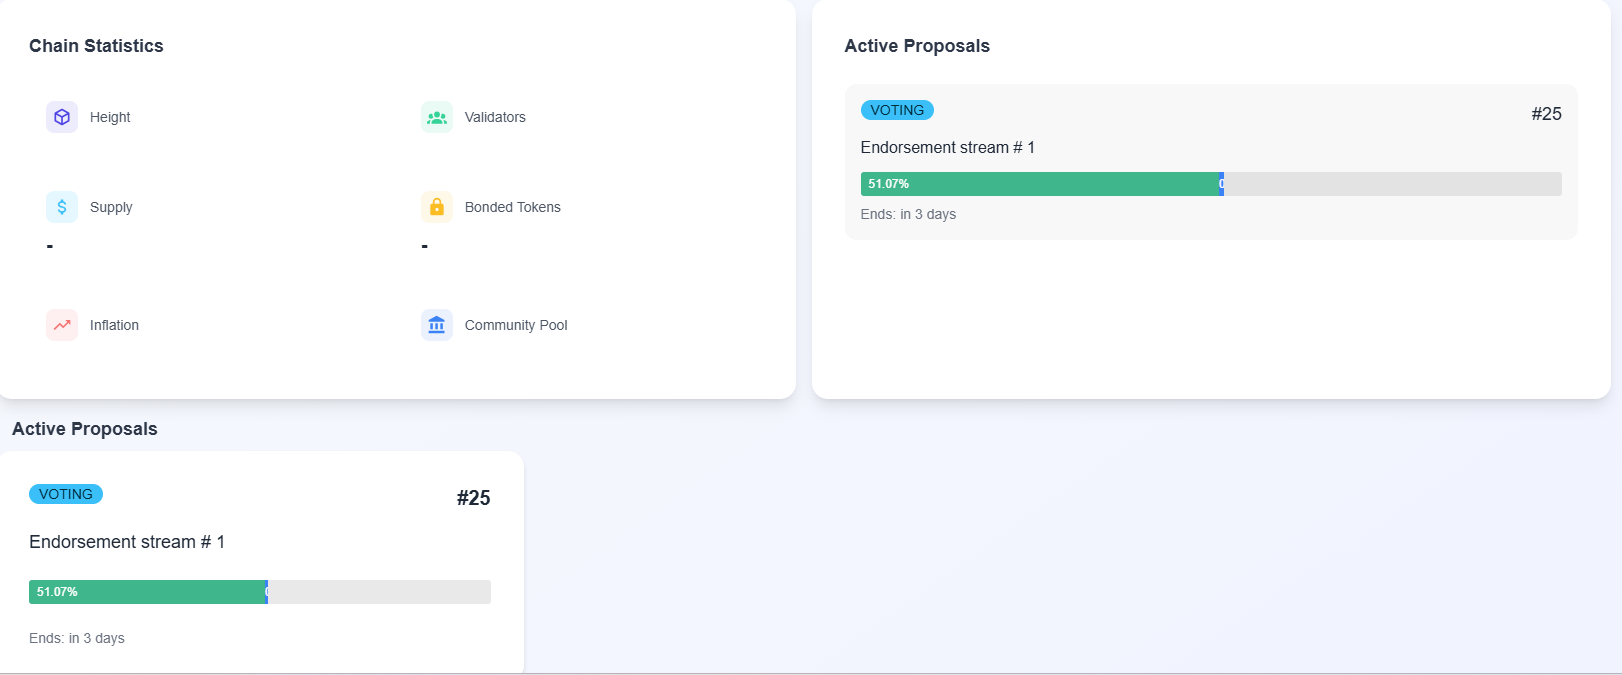 Chain Statistics
Height
Validators
Supply
-
Bonded Tokens
-
Inflation
Community Pool
Active Proposals
VOTING
#25
Endorsement stream # 1
51.07%
Ends: in 3 days
Active Proposals
VOTING
#25
Endorsement stream # 1
51.07%
Ends: in 3 days